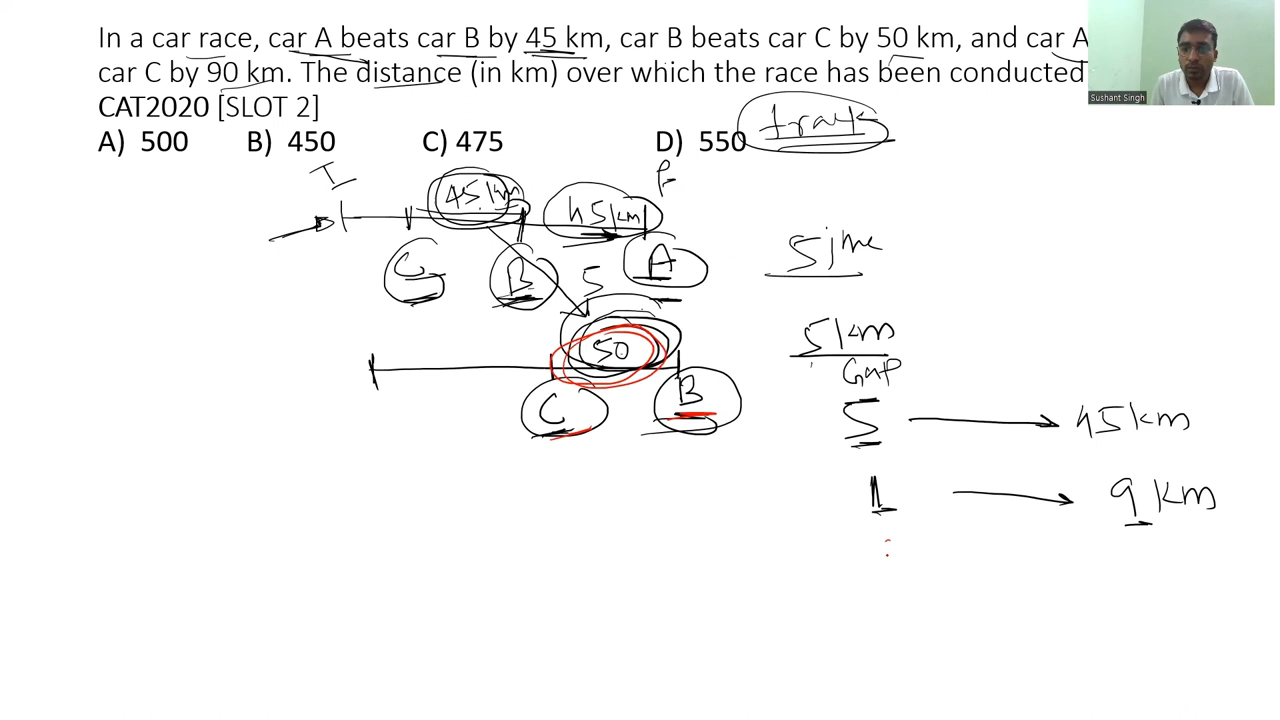 In a car race, car A beats car B by 45 km, car B beats car C by 50 km, and car A
car C by 90 km. The distance (in km) over which the race has been conducted
Sushant Singh
CAT2020 [SLOT 2]
A) 500 B) 450 C) 475 D) 550
45 km 45 km
C B A
5
50
C B
5km
Gap
5 45 km
1 9 km